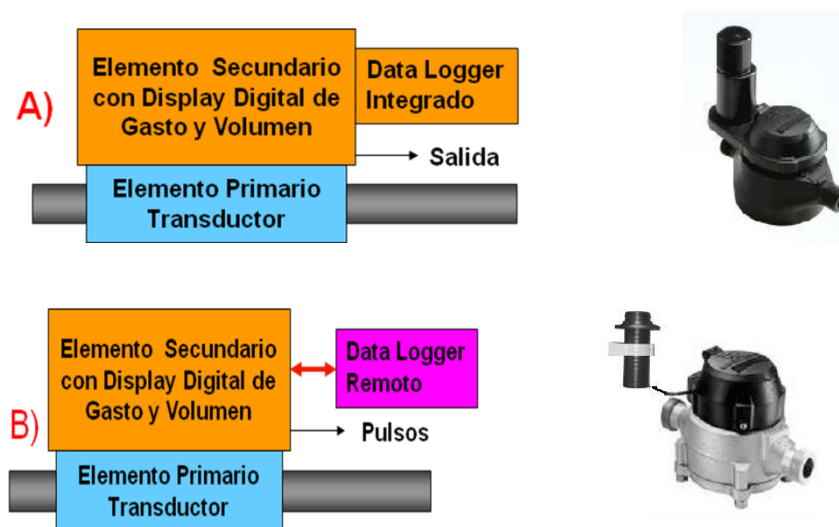 A)
Elemento Secundario
con Display Digital de
Gasto y Volumen
Data Logger
Integrado
Salida
Elemento Primario
Transductor
B)
Elemento Secundario
con Display Digital de
Gasto y Volumen
Data Logger
Remoto
Pulsos
Elemento Primario
Transductor